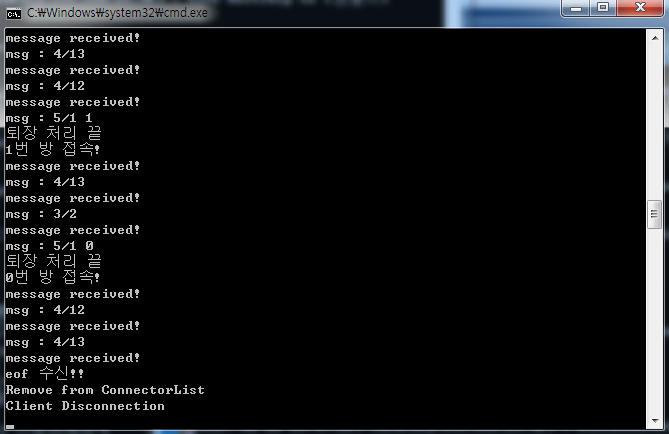 C:₩Windows₩system32₩cmd.exe
message received!
msg : 4/13
message received!
msg : 4/12
message received!
msg : 5/1 1
퇴장 처리 끝
1번 방 접속!
message received!
msg : 4/13
message received!
msg : 3/2
message received!
msg : 5/1 0
퇴장 처리 끝
0번 방 접속!
message received!
msg : 4/12
message received!
msg : 4/13
message received!
eof 수신!!
Remove from ConnectorList
Client Disconnection